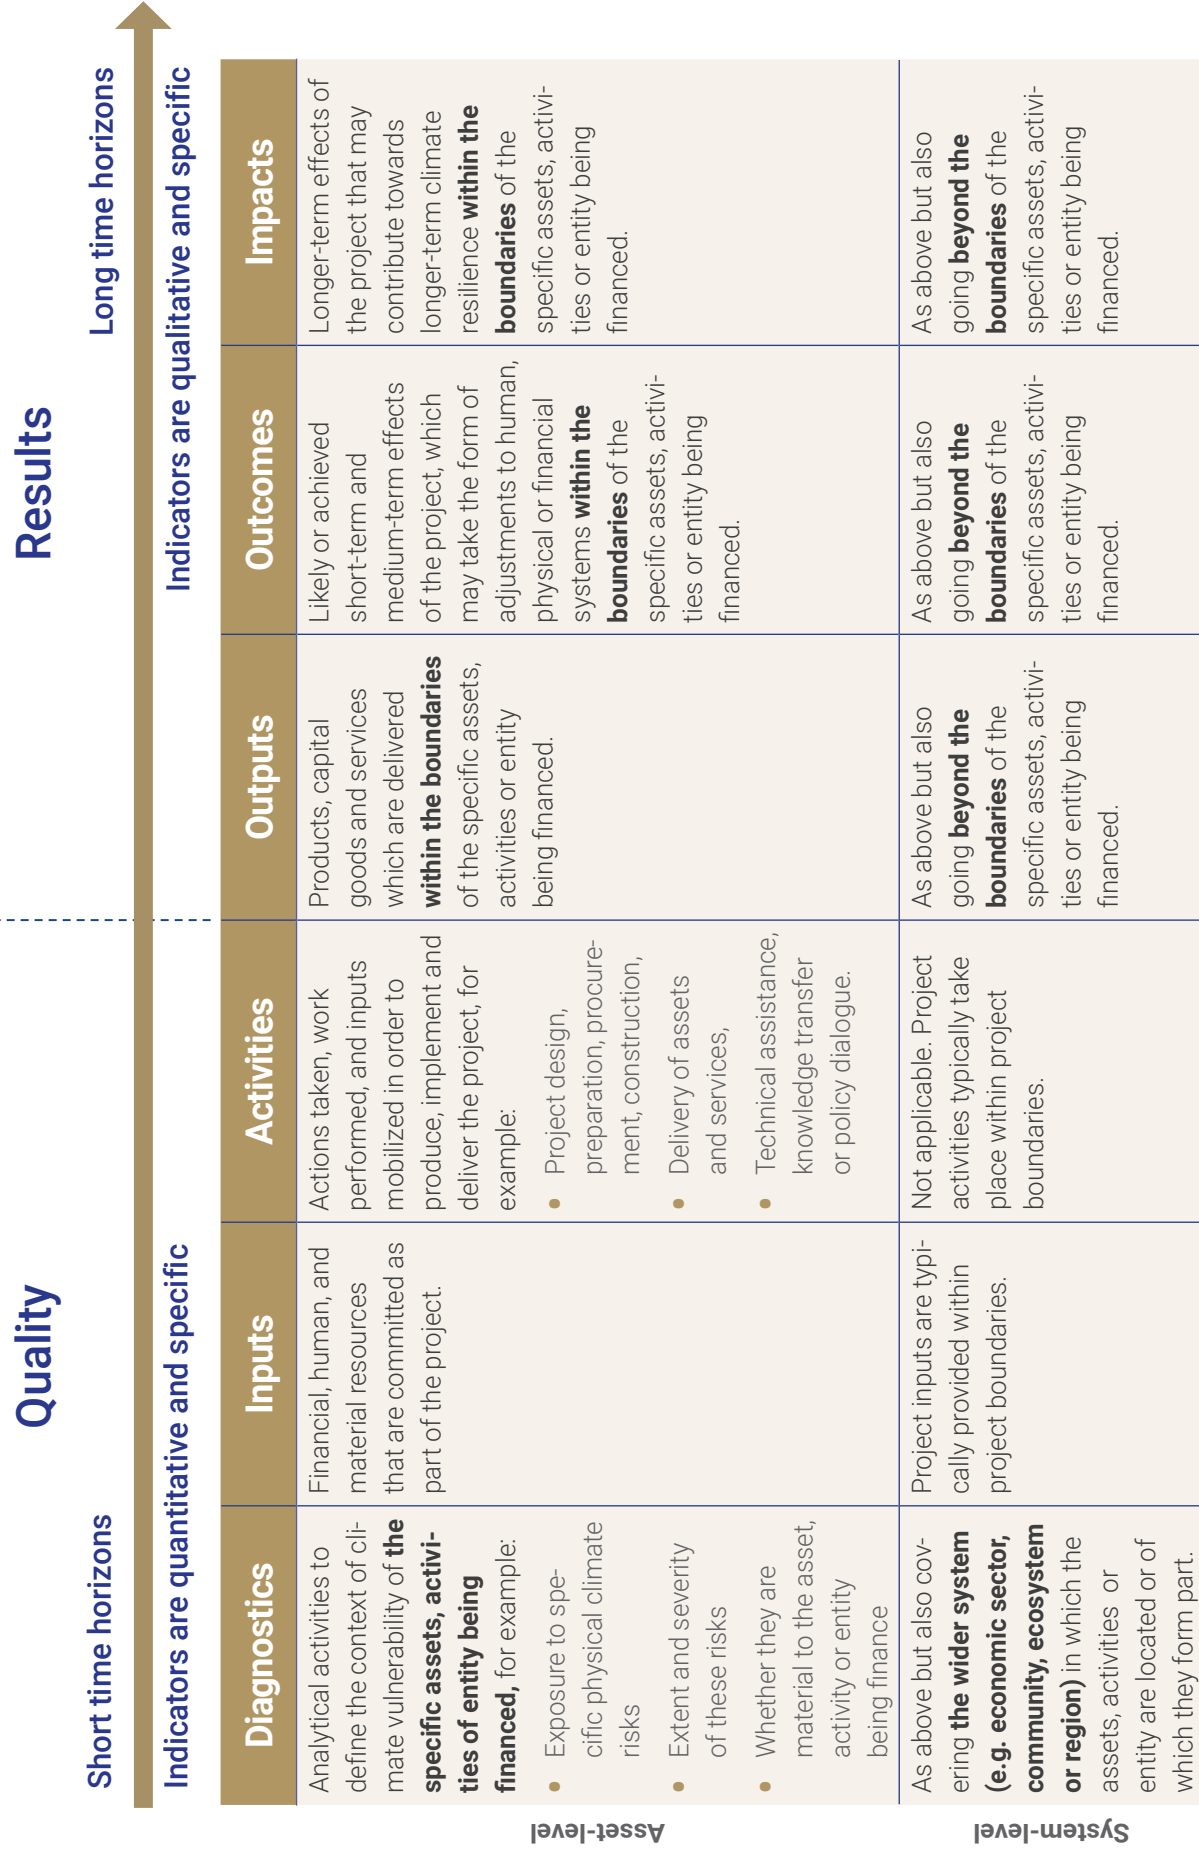 Quality
Results
Short time horizons
Long time horizons
Indicators are quantitative and specific
Indicators are qualitative and specific
Diagnostics
Inputs
Activities
Outputs
Outcomes
Impacts
Asset-level
Analytical activities to
define the context of cli-
mate vulnerability of the
specific assets, activi-
ties of entity being
financed, for example:
• Exposure to spe-
cific physical climate
risks
• Extent and severity
of these risks
• Whether they are
material to the asset,
activity or entity
being finance
Financial, human, and
material resources
that are committed as
part of the project.
Actions taken, work
performed, and inputs
mobilized in order to
produce, implement and
deliver the project, for
example:
• Project design,
preparation, procure-
ment, construction,
• Delivery of assets
and services,
• Technical assistance,
knowledge transfer
or policy dialogue.
Products, capital
goods and services
which are delivered
within the boundaries
of the specific assets,
activities or entity
being financed.
Likely or achieved
short-term and
medium-term effects
of the project, which
may take the form of
adjustments to human,
physical or financial
systems within the
boundaries of the
specific assets, activi-
ties or entity being
financed.
Longer-term effects of
the project that may
contribute towards
longer-term climate
resilience within the
boundaries of the
specific assets, activi-
ties or entity being
financed.
System-level
As above but also cov-
ering the wider system
(e.g. economic sector,
community, ecosystem
or region) in which the
assets, activities or
entity are located or of
which they form part.
Project inputs are typi-
cally provided within
project boundaries.
Not applicable. Project
activities typically take
place within project
boundaries.
As above but also
going beyond the
boundaries of the
specific assets, activi-
ties or entity being
financed.
As above but also
going beyond the
boundaries of the
specific assets, activi-
ties or entity being
financed.
As above but also
going beyond the
boundaries of the
specific assets, activi-
ties or entity being
financed.